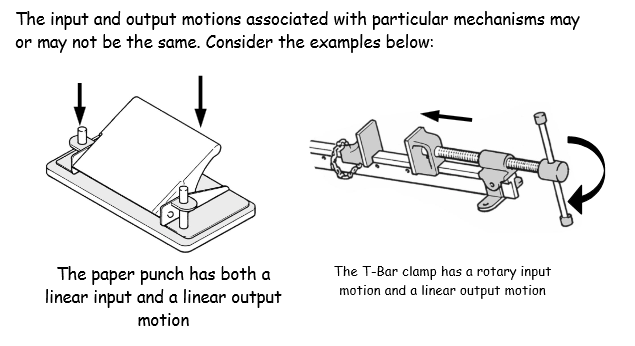 The input and output motions associated with particular mechanisms may
or may not be the same. Consider the examples below:
The paper punch has both a
linear input and a linear output
motion
The T-Bar clamp has a rotary input
motion and a linear output motion